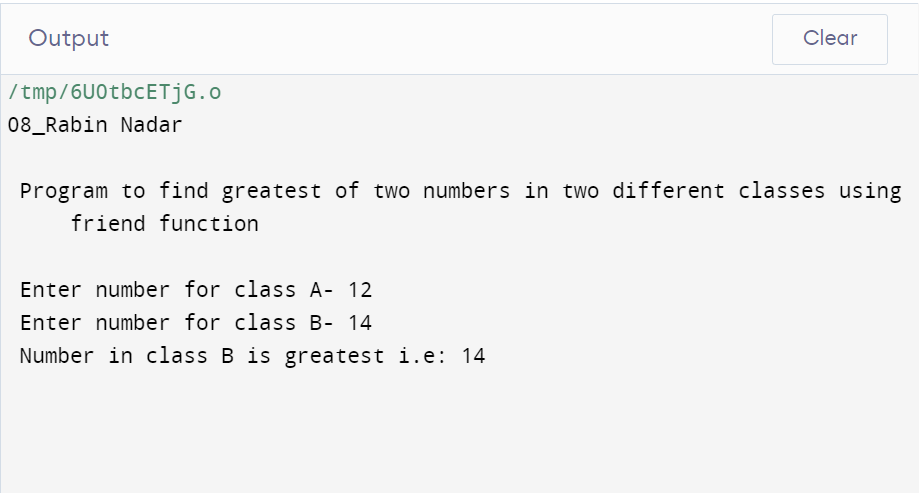 Output
Clear
/tmp/6U0tbcETjG.o
08_Rabin Nadar
Program to find greatest of two numbers in two different classes using
friend function
Enter number for class A- 12
Enter number for class B- 14
Number in class B is greatest i.e: 14